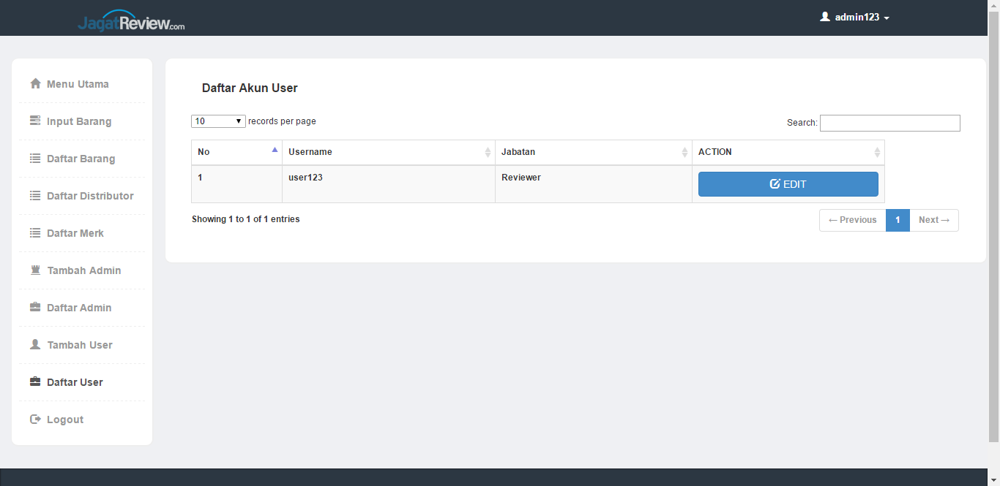 JagatReview.com
admin123
Menu Utama
Input Barang
Daftar Barang
Daftar Distributor
Daftar Merk
Tambah Admin
Daftar Admin
Tambah User
Daftar User
Logout
Daftar Akun User
10 records per page
Search:
No Username Jabatan ACTION
1 user123 Reviewer EDIT
Showing 1 to 1 of 1 entries
← Previous 1 Next →